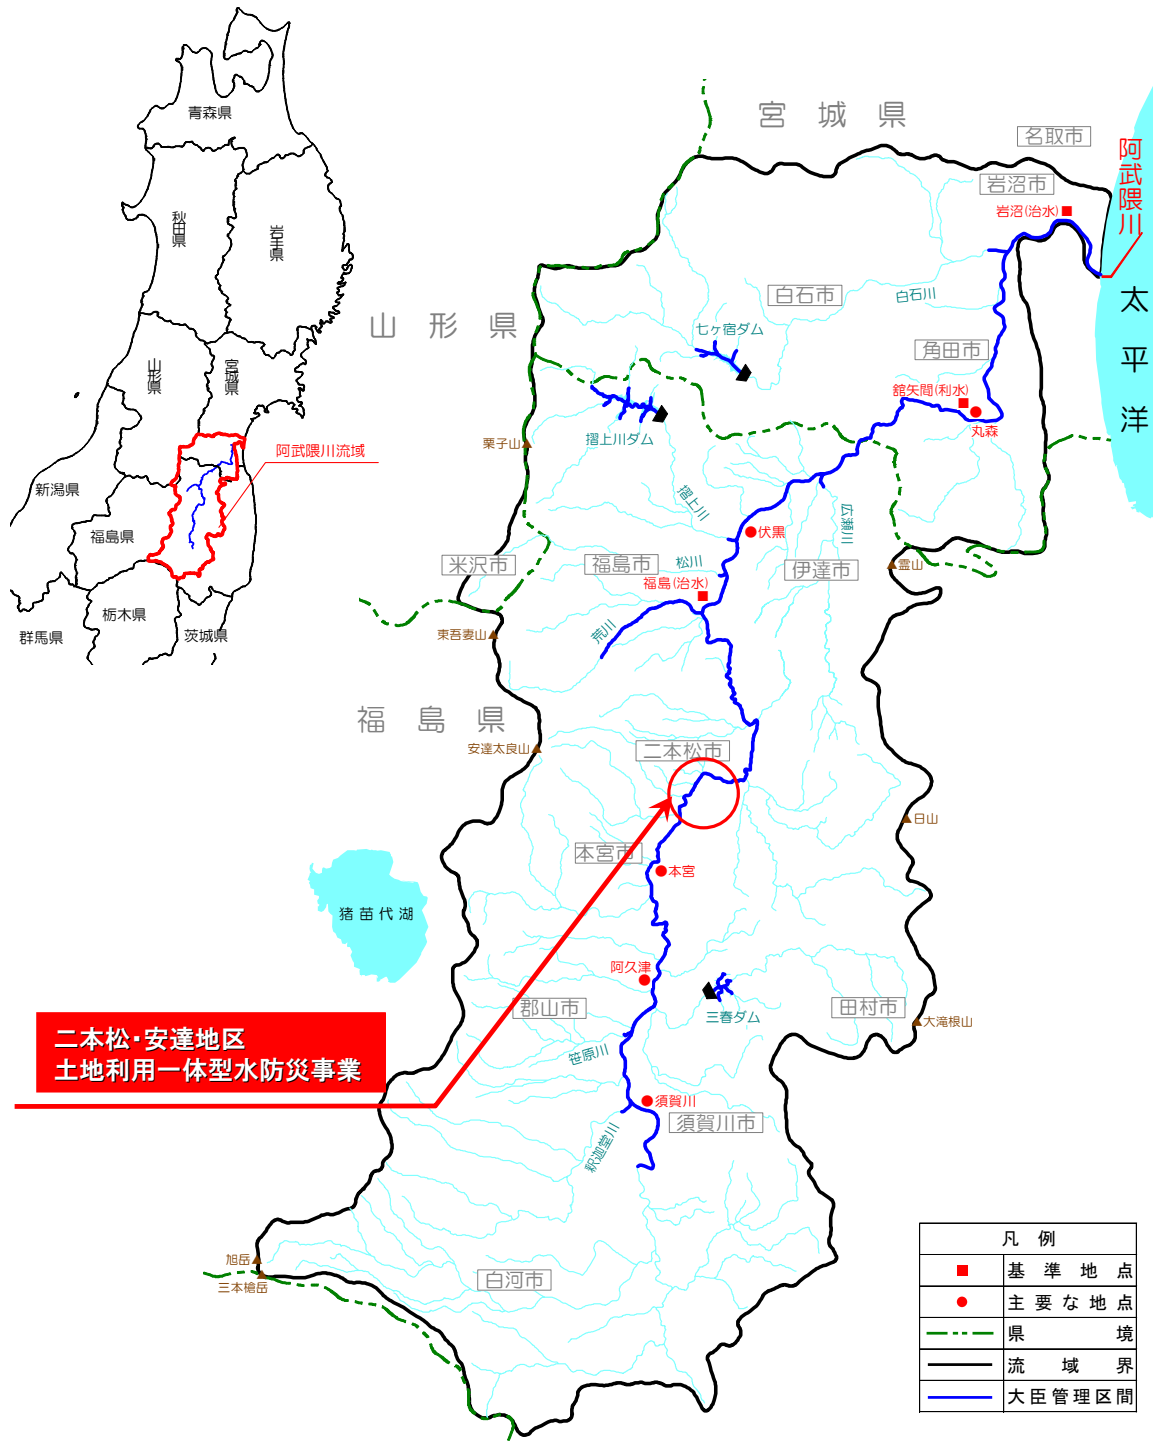 青森県
秋田県
岩手県
山形県
宮城県
新潟県
福島県
群馬県
栃木県
茨城県
阿武隈川流域
宮城県
名取市
岩沼市
岩沼(治水)
阿武隈川
太平洋
白石市
白石川
山形県
七ヶ宿ダム
角田市
舘矢間(利水)
丸森
摺上川ダム
栗子山
摺上川
広瀬川
伏黒
米沢市
福島市
松川
伊達市
霊山
福島(治水)
荒川
東吾妻山
福島県
安達太良山
二本松市
日山
本宮市
本宮
猪苗代湖
阿久津
郡山市
三春ダム
田村市
大滝根山
二本松・安達地区
土地利用一体型水防災事業
笹原川
須賀川
須賀川市
釈迦堂川
旭岳
三本槍岳
白河市
凡例
基準地点
主要な地点
県境
流域界
大臣管理区間